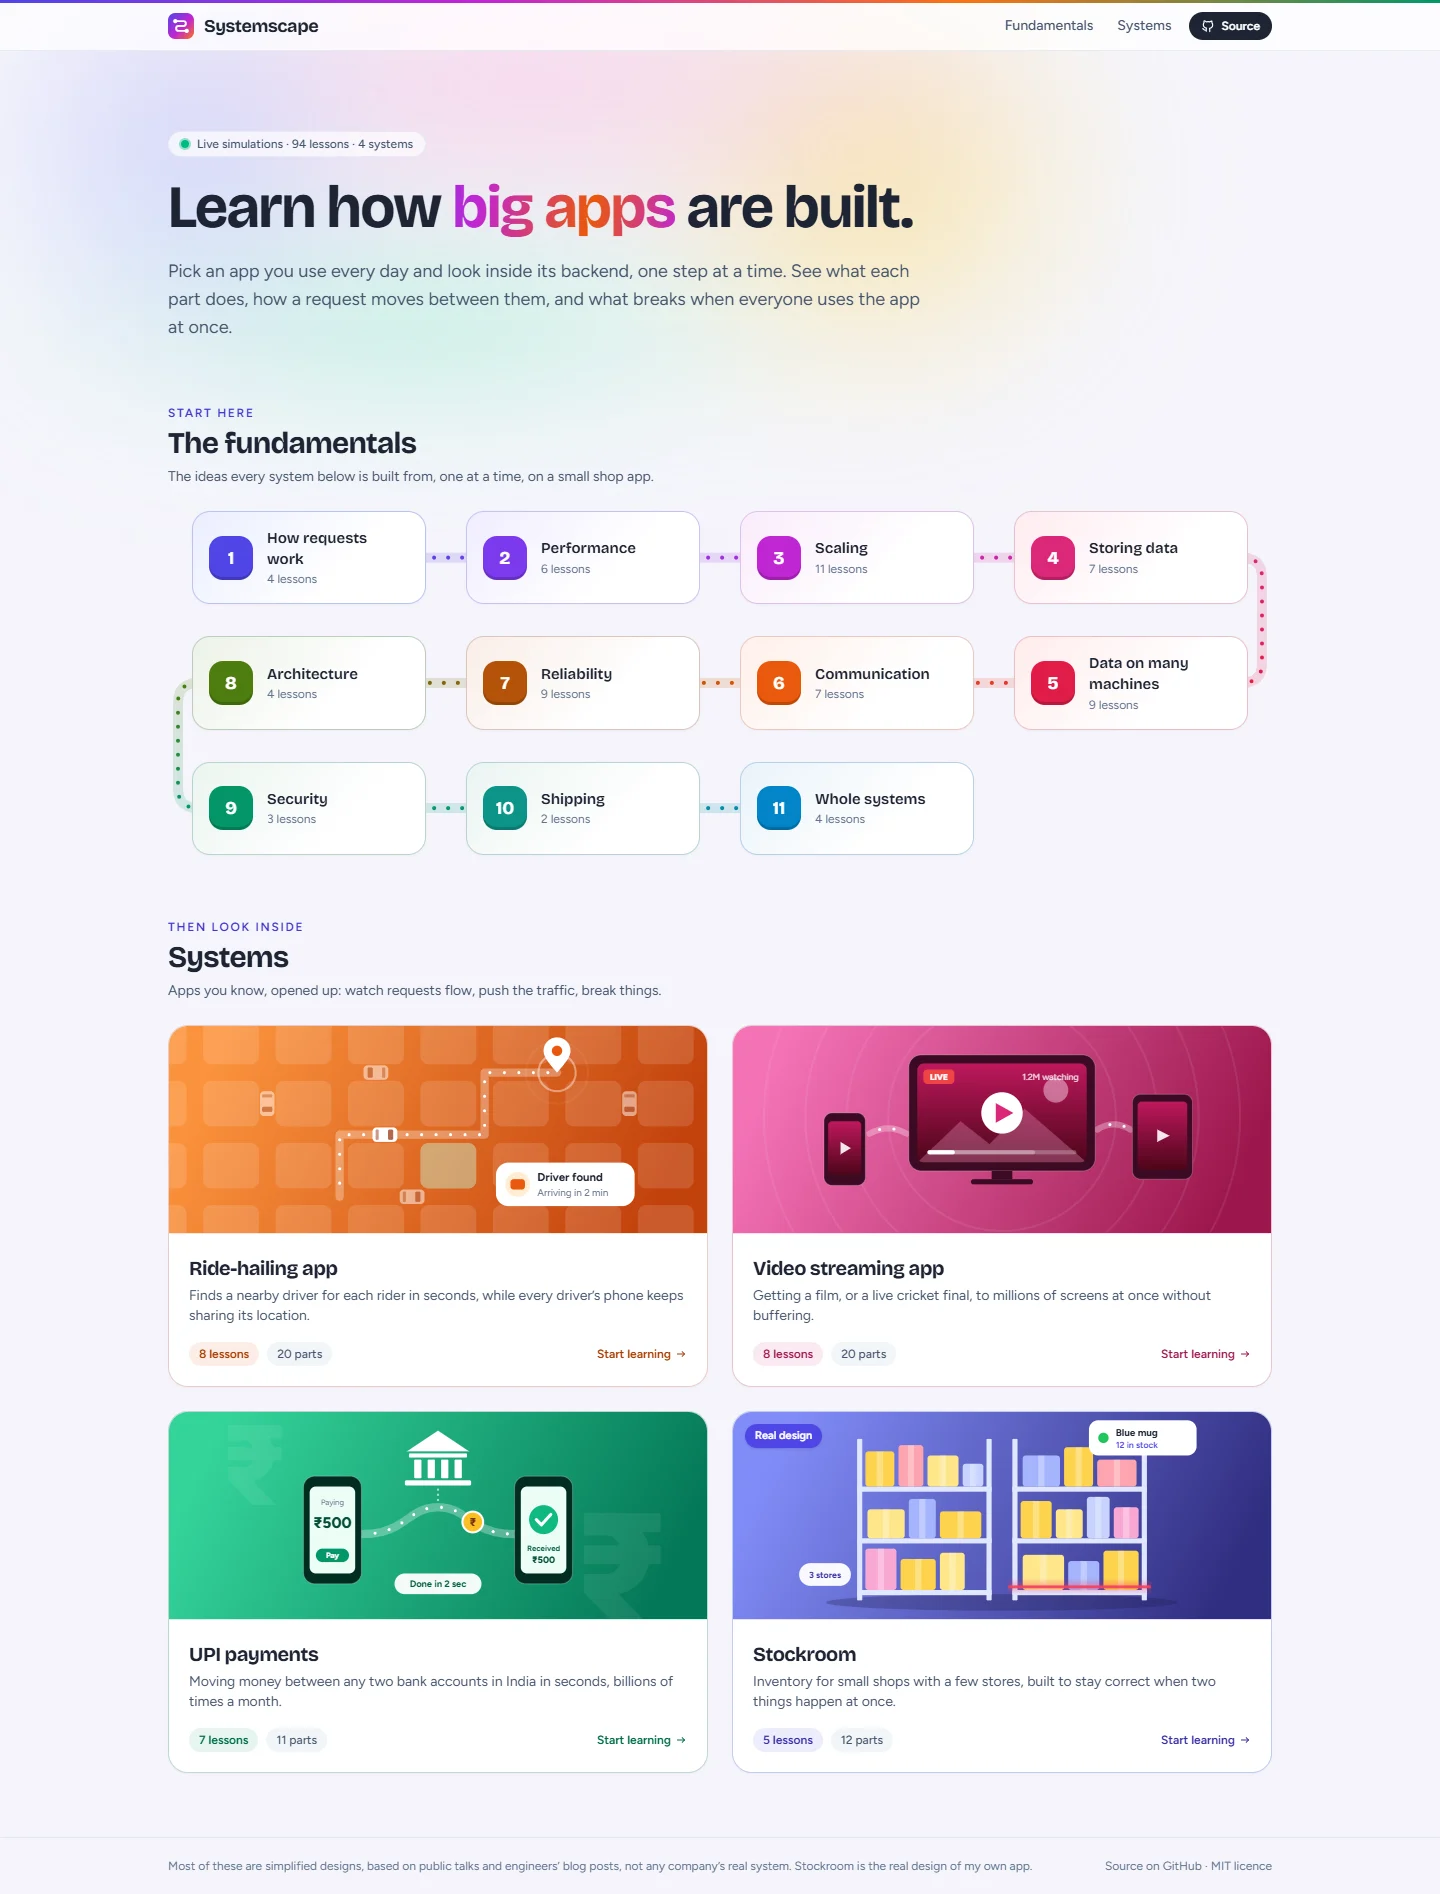 Systemscape
Fundamentals
Systems
Source
Live simulations · 94 lessons · 4 systems
Learn how big apps are built.
Pick an app you use every day and look inside its backend, one step at a time. See what each
part does, how a request moves between them, and what breaks when everyone uses the app
at once.
START HERE
The fundamentals
The ideas every system below is built from, one at a time, on a small shop app.
1
How requests
work
4 lessons
2
Performance
6 lessons
3
Scaling
11 lessons
4
Storing data
7 lessons
8
Architecture
4 lessons
7
Reliability
9 lessons
6
Communication
7 lessons
5
Data on many
machines
9 lessons
9
Security
3 lessons
10
Shipping
2 lessons
11
Whole systems
4 lessons
THEN LOOK INSIDE
Systems
Apps you know, opened up: watch requests flow, push the traffic, break things.
Driver found
Arriving in 2 min
Ride-hailing app
Finds a nearby driver for each rider in seconds, while every driver's phone keeps
sharing its location.
8 lessons
20 parts
Start learning →
LIVE
1.2M watching
Video streaming app
Getting a film, or a live cricket final, to millions of screens at once without
buffering.
8 lessons
20 parts
Start learning →
₹
Paying
₹500
Pay
₹
Received
₹500
₹
Done in 2 sec
UPI payments
Moving money between any two bank accounts in India in seconds, billions of
times a month.
7 lessons
11 parts
Start learning →
Real design
Blue mug
12 in stock
3 stores
Stockroom
Inventory for small shops with a few stores, built to stay correct when two
things happen at once.
5 lessons
12 parts
Start learning →
Most of these are simplified designs, based on public talks and engineers' blog posts, not any company's real system. Stockroom is the real design of my own app.
Source on GitHub · MIT licence